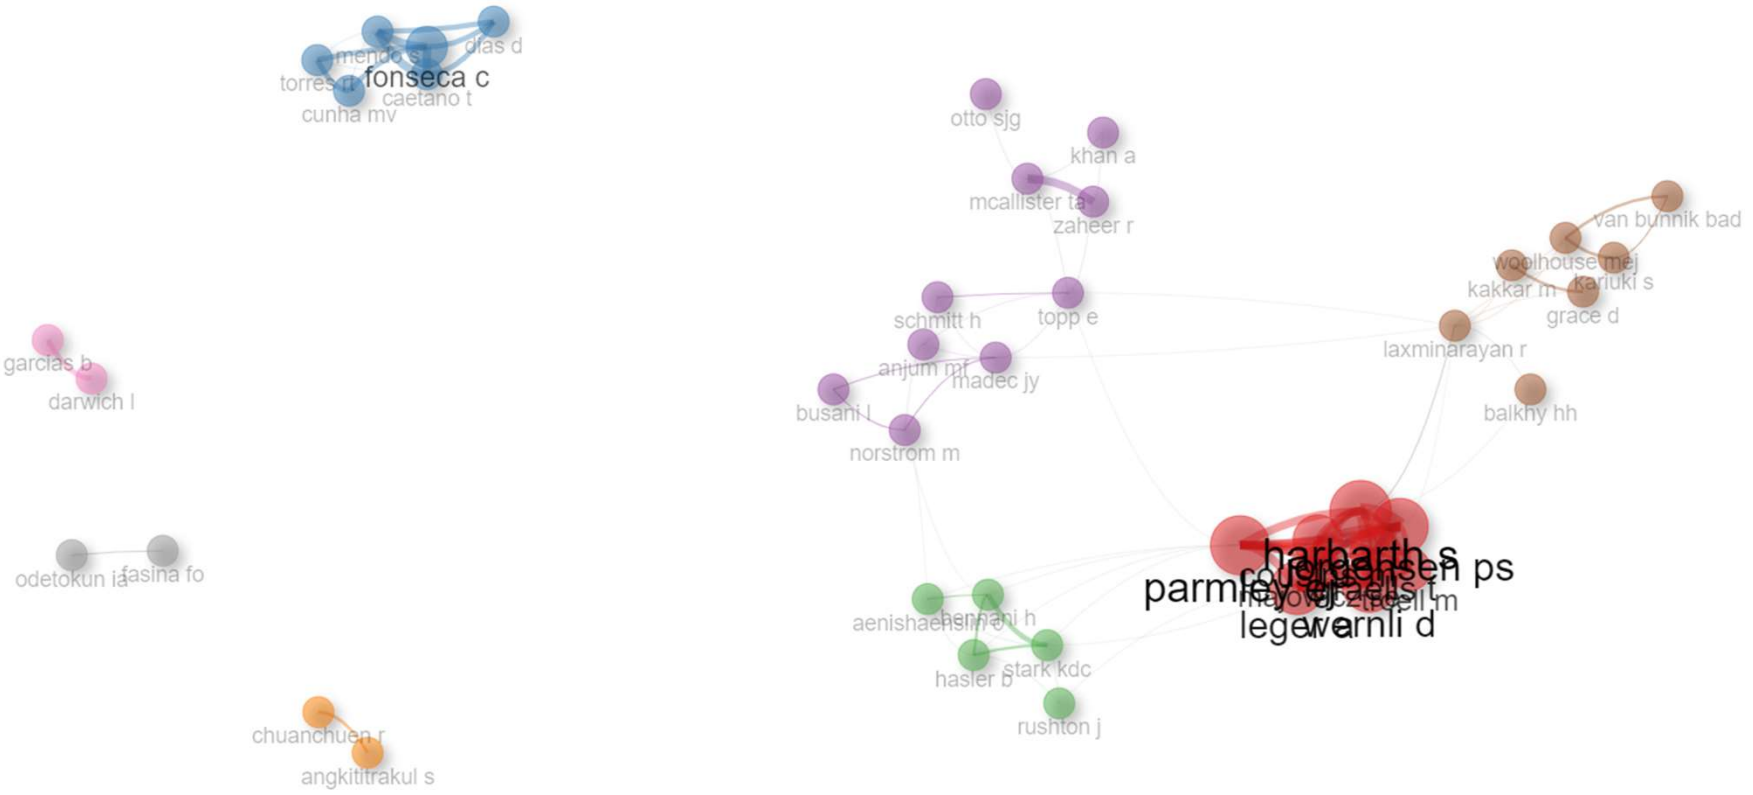 dias d
mendo s
torres rt
fonseca c
caetano t
cunha mv
otto sjg
khan a
mcallister ta
zaheer r
van bunnik bad
woolhouse mej
kariuki s
kakkar m
grace d
schmitt h
topp e
laxminarayan r
garcias b
anjum mf
madec jy
darwich l
busani l
balkhy hh
norstrom m
harbarth s
jorgensen ps
odetokun ia
fasina fo
parmley ej
troell m
aenishaenslin c
hennani h
leger a
wernli d
hasler b
stark kdc
rushton j
chuanchuen r
angkititrakul s